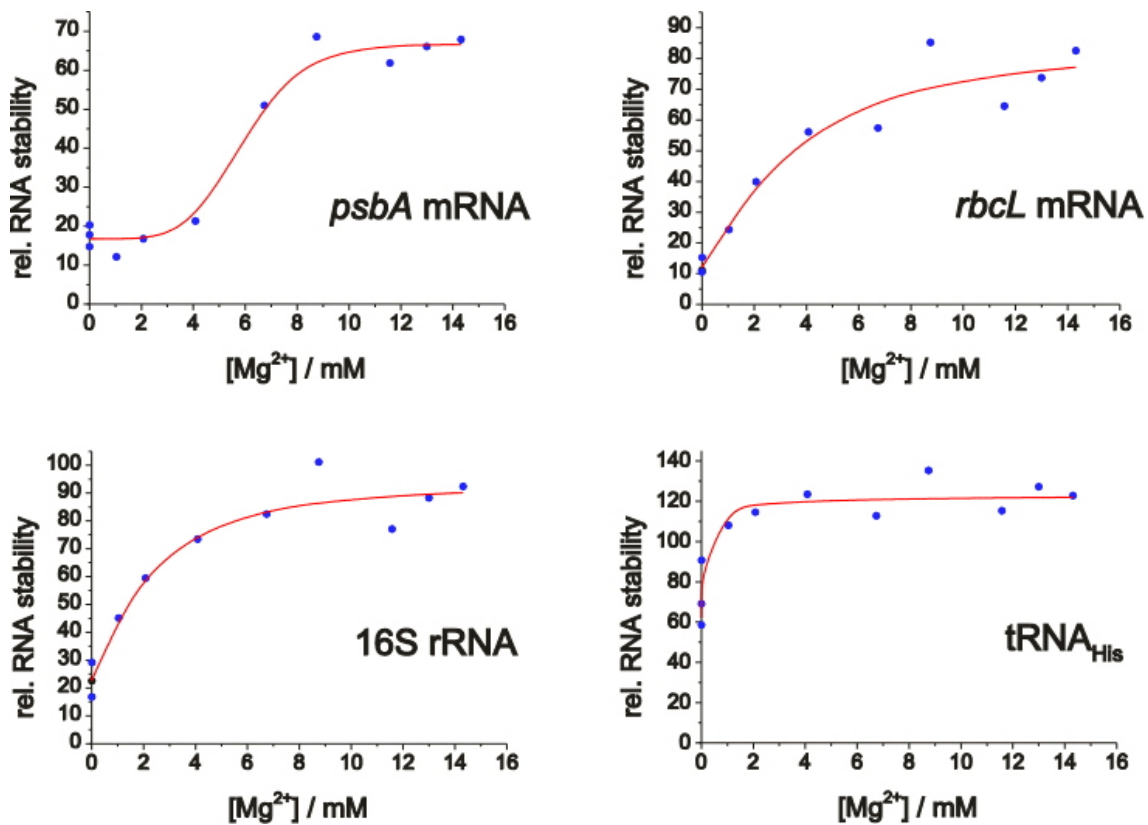 rel. RNA stability
70
60
50
40
30
20
10
0
psbA mRNA
0 2 4 6 8 10 12 14 16
[Mg²⁺] / mM
rel. RNA stability
90
80
70
60
50
40
30
20
10
0
rbcL mRNA
0 2 4 6 8 10 12 14 16
[Mg²⁺] / mM
rel. RNA stability
100
90
80
70
60
50
40
30
20
10
0
16S rRNA
0 2 4 6 8 10 12 14 16
[Mg²⁺] / mM
rel. RNA stability
140
120
100
80
60
40
20
0
tRNA_His
0 2 4 6 8 10 12 14 16
[Mg²⁺] / mM